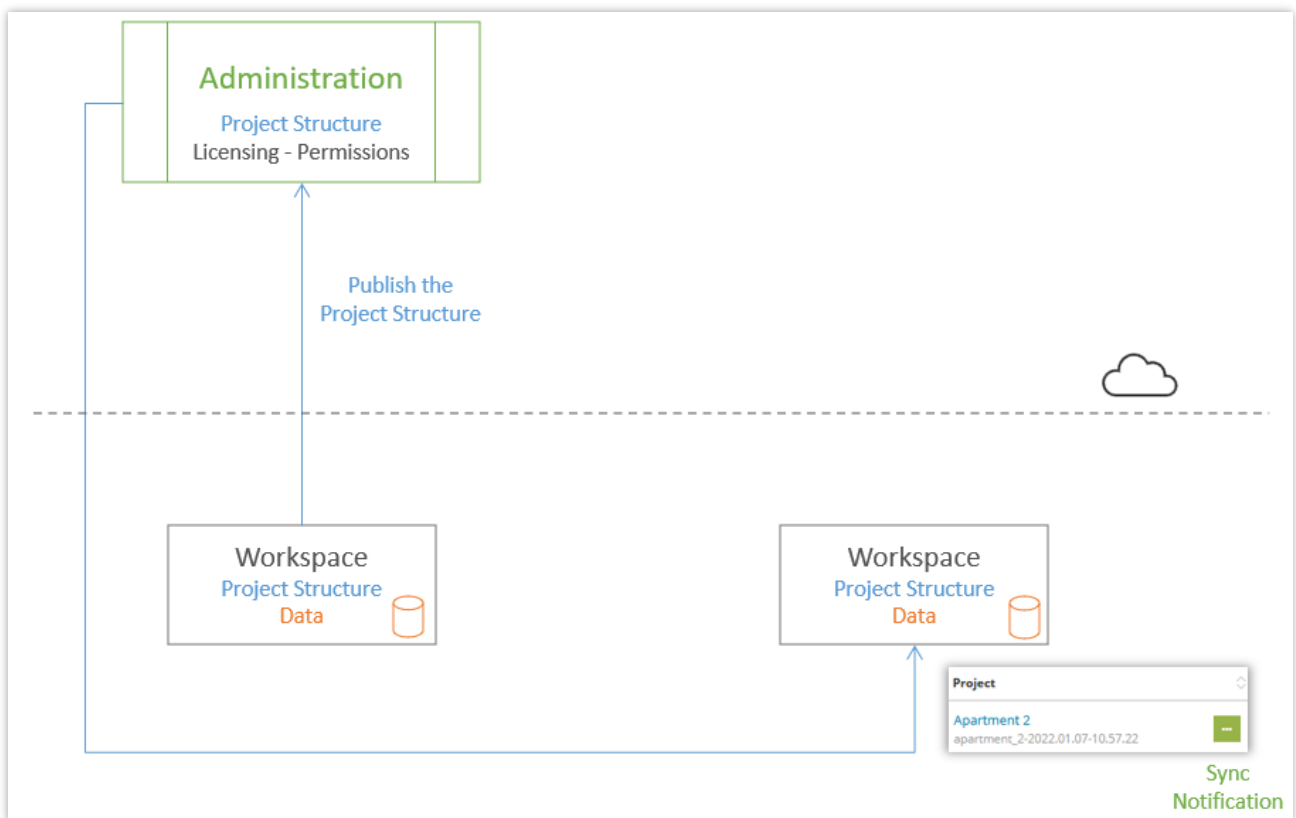 Administration
Project Structure
Licensing - Permissions
Publish the
Project Structure
Workspace
Project Structure
Data
Workspace
Project Structure
Data
Project
Apartment 2
apartment_2-2022.01.07-10.57.22
Sync
Notification